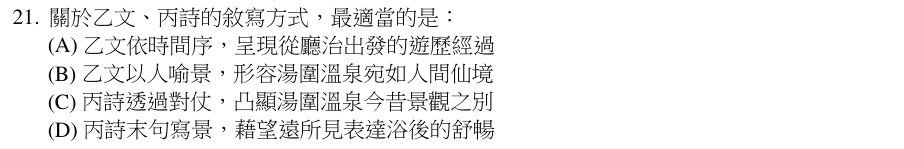 21. 關於乙文、丙詩的敘寫方式，最適當的是：
(A) 乙文依時間序，呈現從廳治出發的遊歷經過
(B) 乙文以人喻景，形容湯圍溫泉宛如人間仙境
(C) 丙詩透過對仗，凸顯湯圍溫泉今昔景觀之別
(D) 丙詩末句寫景，藉望遠所見表達浴後的舒暢